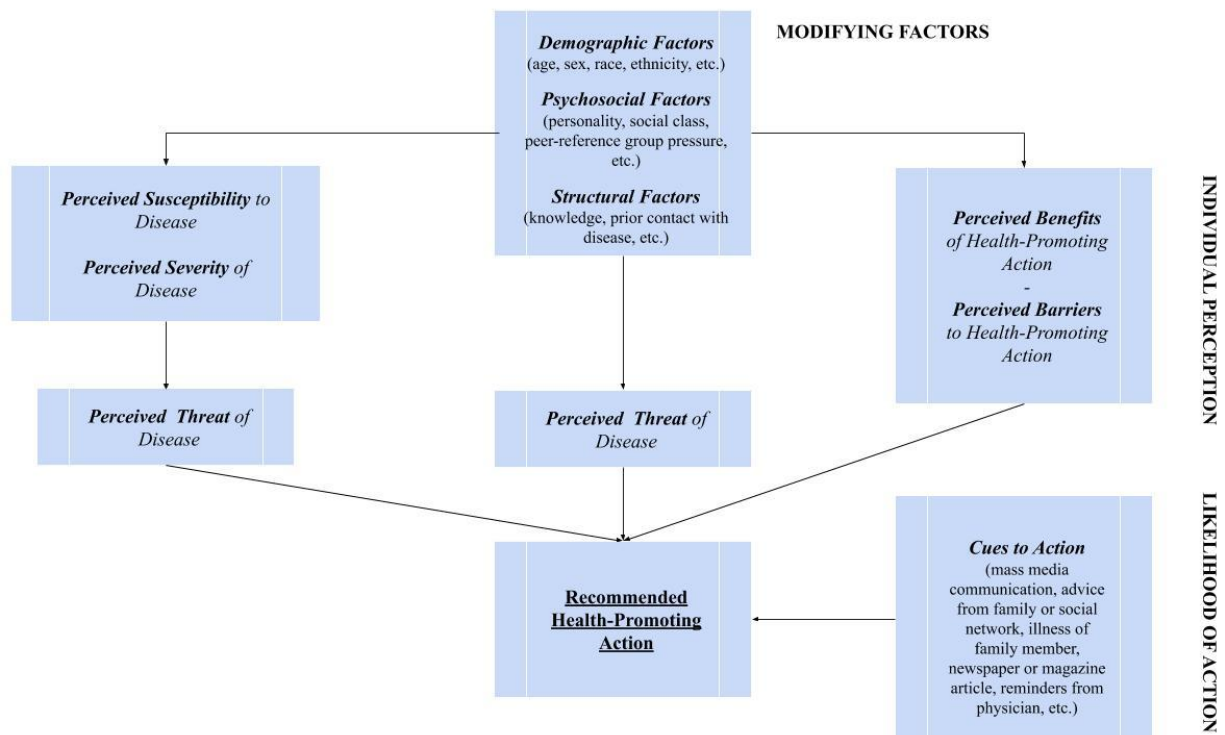 MODIFYING FACTORS
Demographic Factors
(age, sex, race, ethnicity, etc.)
Psychosocial Factors
(personality, social class,
peer-reference group pressure,
etc.)
Structural Factors
(knowledge, prior contact with
disease, etc.)
Perceived Susceptibility to
Disease
Perceived Severity of
Disease
Perceived Benefits
of Health-Promoting
Action
-
Perceived Barriers
to Health-Promoting
Action
INDIVIDUAL PERCEPTION
Perceived Threat of
Disease
Perceived Threat of
Disease
Recommended
Health-Promoting
Action
Cues to Action
(mass media
communication, advice
from family or social
network, illness of
family member,
newspaper or magazine
article, reminders from
physician, etc.)
LIKELIHOOD OF ACTION